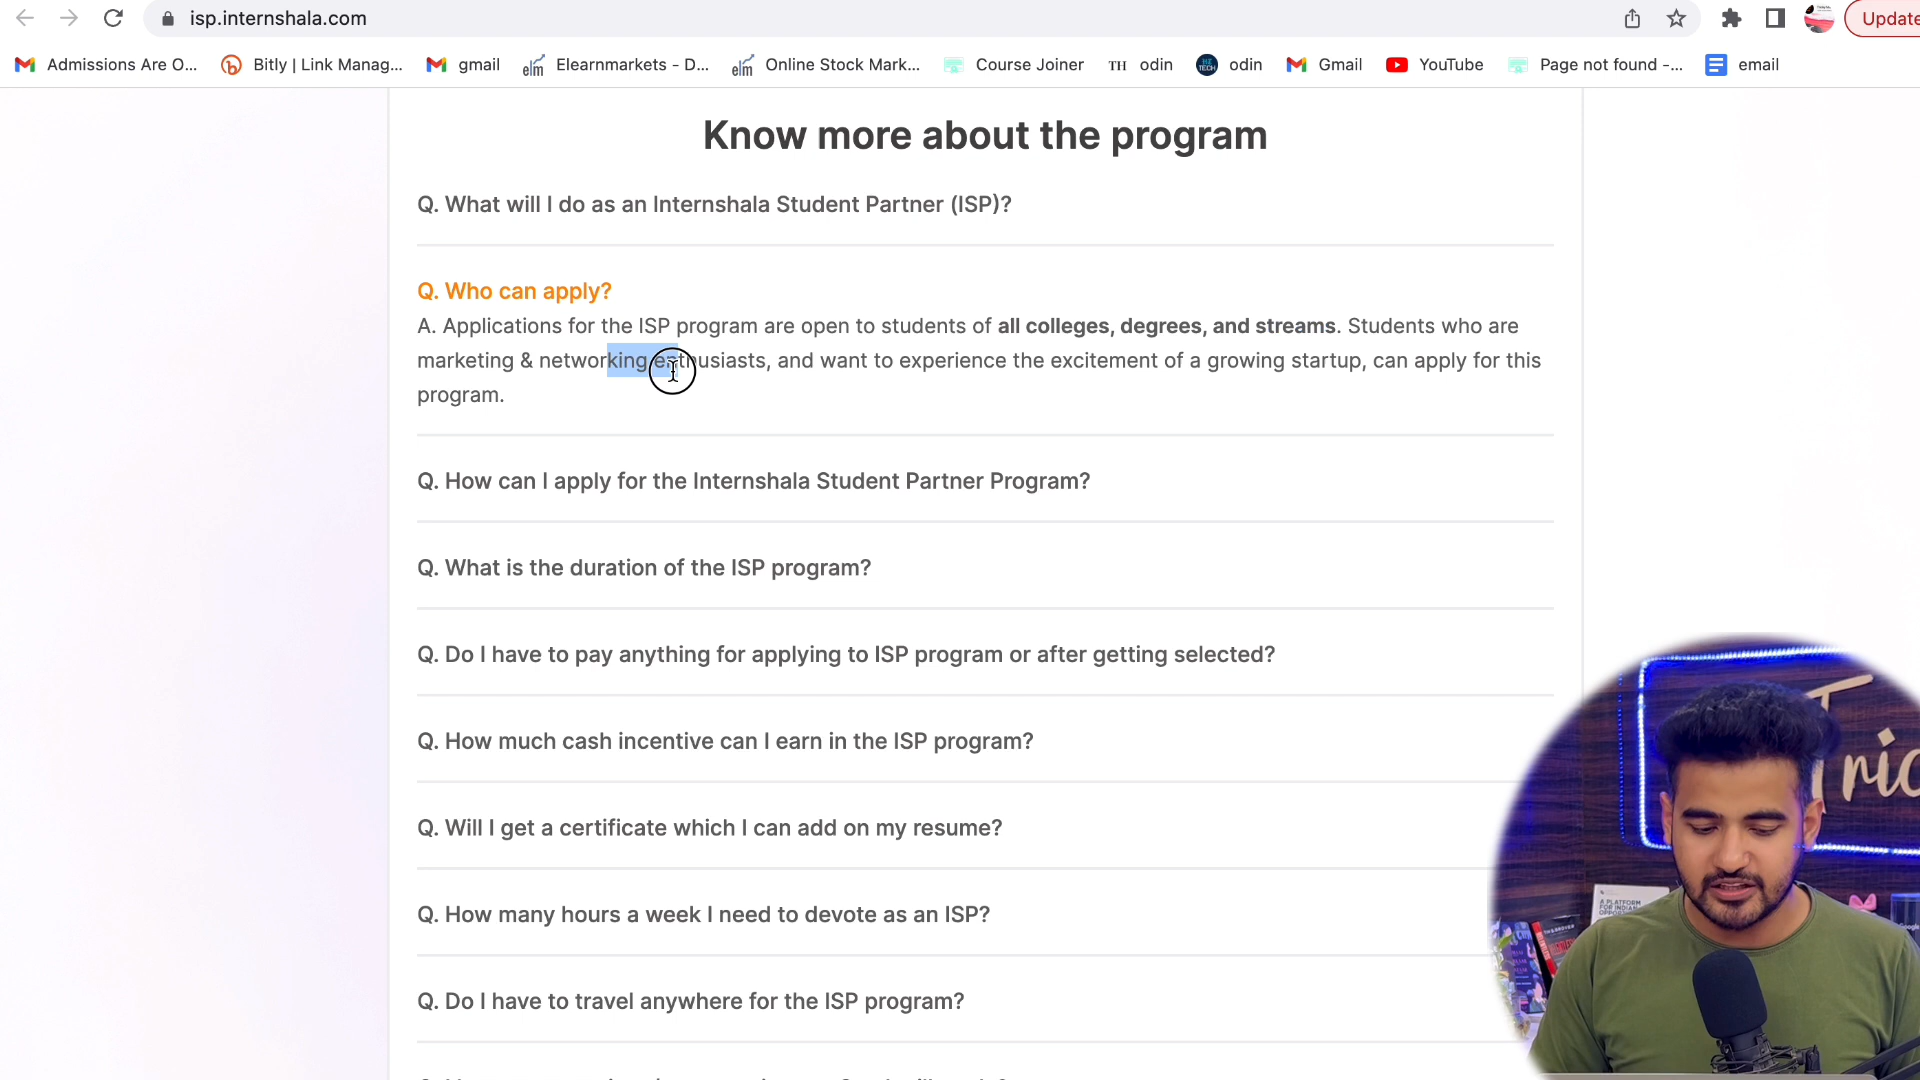 isp.internshala.com
Update
Admissions Are O...
Bitly | Link Manag...
gmail
Elearnmarkets - D...
Online Stock Mark...
Course Joiner
TH odin
odin
Gmail
YouTube
Page not found -...
email
Know more about the program
Q. What will I do as an Internshala Student Partner (ISP)?
Q. Who can apply?
A. Applications for the ISP program are open to students of all colleges, degrees, and streams. Students who are
marketing & networking enthusiasts, and want to experience the excitement of a growing startup, can apply for this
program.
Q. How can I apply for the Internshala Student Partner Program?
Q. What is the duration of the ISP program?
Q. Do I have to pay anything for applying to ISP program or after getting selected?
Q. How much cash incentive can I earn in the ISP program?
Q. Will I get a certificate which I can add on my resume?
Q. How many hours a week I need to devote as an ISP?
Q. Do I have to travel anywhere for the ISP program?
Tric
A PLATFORM
FOR INDIAN